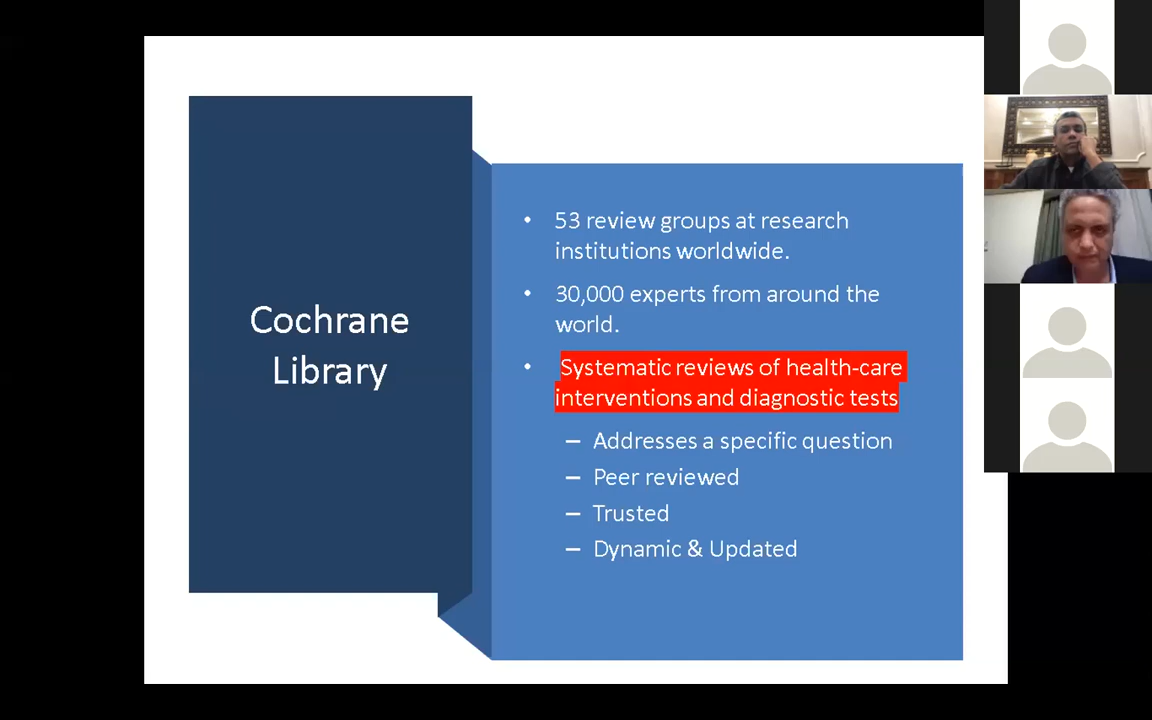 Cochrane
Library
• 53 review groups at research
institutions worldwide.
• 30,000 experts from around the
world.
• Systematic reviews of health-care
interventions and diagnostic tests
– Addresses a specific question
– Peer reviewed
– Trusted
– Dynamic & Updated